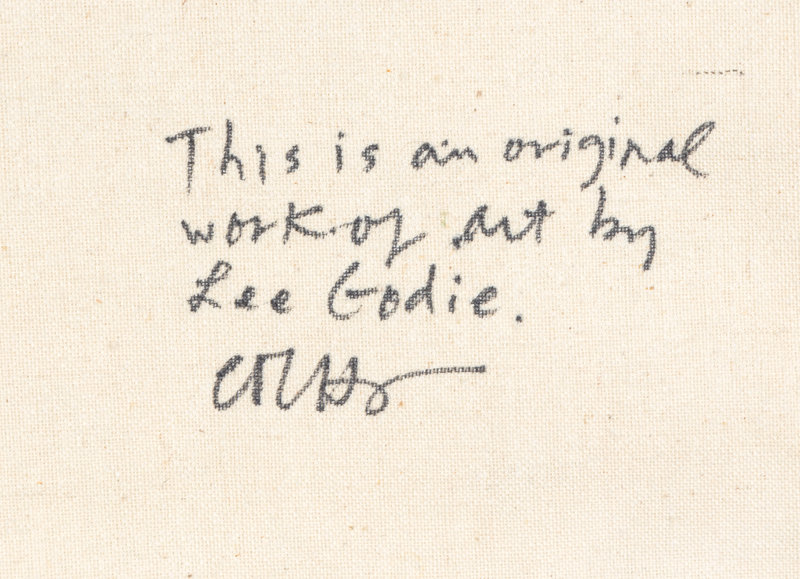 This is an original
work of art by
Lee Godie.